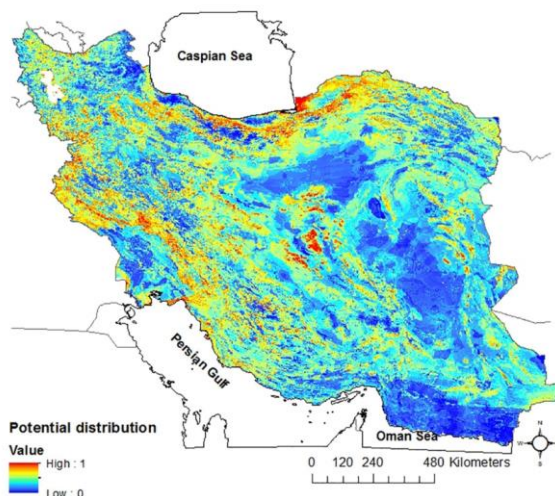 Caspian Sea
Persian Gulf
Oman Sea
Potential distribution
Value
High : 1
Low : 0
N
W
E
S
0 120 240 480 Kilometers